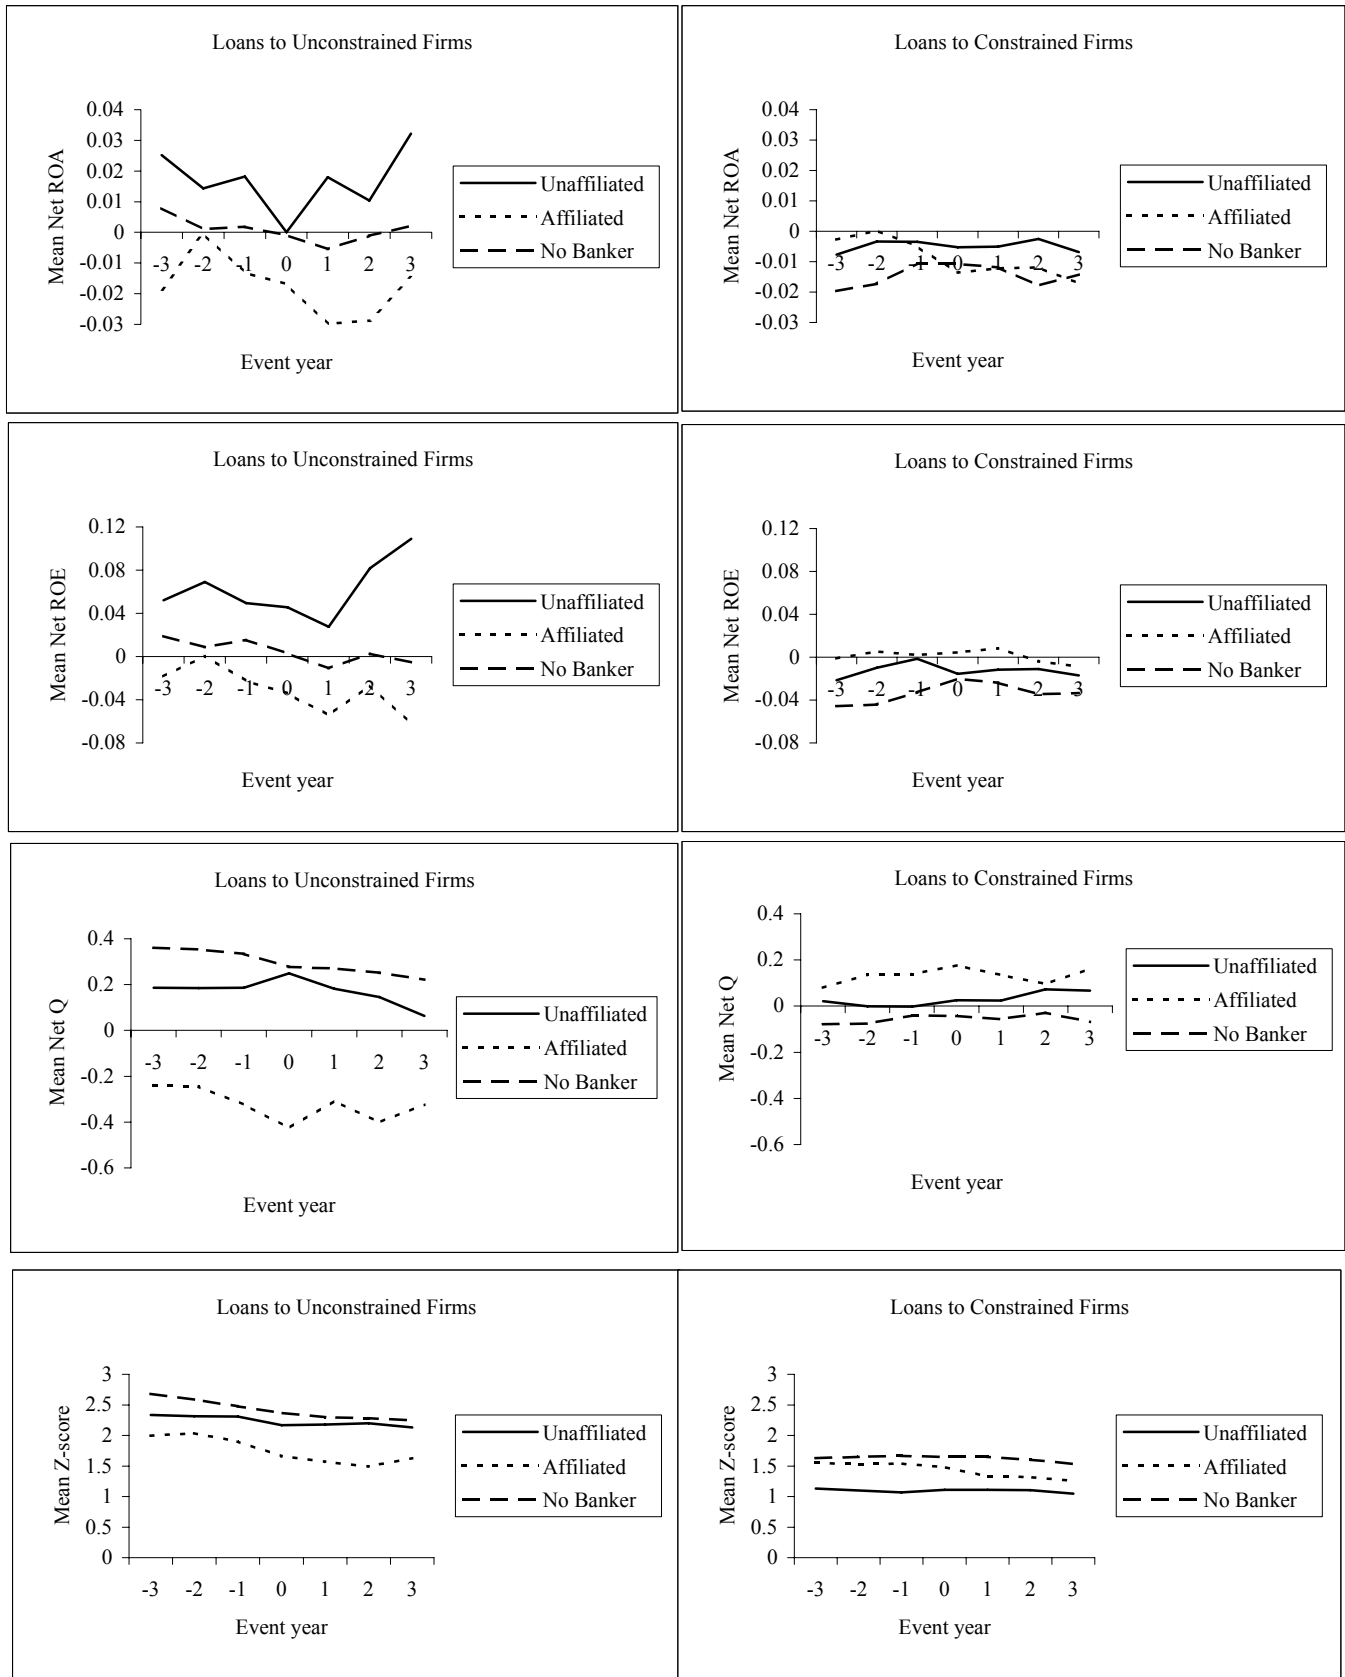 Loans to Unconstrained Firms
0.04
0.03
0.02
0.01
0
-0.01
-0.02
-0.03
-3 -2 -1 0 1 2 3
Mean Net ROA
Event year
Unaffiliated
Affiliated
No Banker
Loans to Constrained Firms
0.04
0.03
0.02
0.01
0
-0.01
-0.02
-0.03
-3 -2 -1 0 1 2 3
Mean Net ROA
Event year
Unaffiliated
Affiliated
No Banker
Loans to Unconstrained Firms
0.12
0.08
0.04
0
-0.04
-0.08
-3 -2 -1 0 1 2 3
Mean Net ROE
Event year
Unaffiliated
Affiliated
No Banker
Loans to Constrained Firms
0.12
0.08
0.04
0
-0.04
-0.08
-3 -2 -1 0 1 2 3
Mean Net ROE
Event year
Unaffiliated
Affiliated
No Banker
Loans to Unconstrained Firms
0.4
0.2
0
-0.2
-0.4
-0.6
-3 -2 -1 0 1 2 3
Mean Net Q
Event year
Unaffiliated
Affiliated
No Banker
Loans to Constrained Firms
0.4
0.2
0
-0.2
-0.4
-0.6
-3 -2 -1 0 1 2 3
Mean Net Q
Event year
Unaffiliated
Affiliated
No Banker
Loans to Unconstrained Firms
3
2.5
2
1.5
1
0.5
0
-3 -2 -1 0 1 2 3
Mean Z-score
Event year
Unaffiliated
Affiliated
No Banker
Loans to Constrained Firms
3
2.5
2
1.5
1
0.5
0
-3 -2 -1 0 1 2 3
Mean Z-score
Event year
Unaffiliated
Affiliated
No Banker